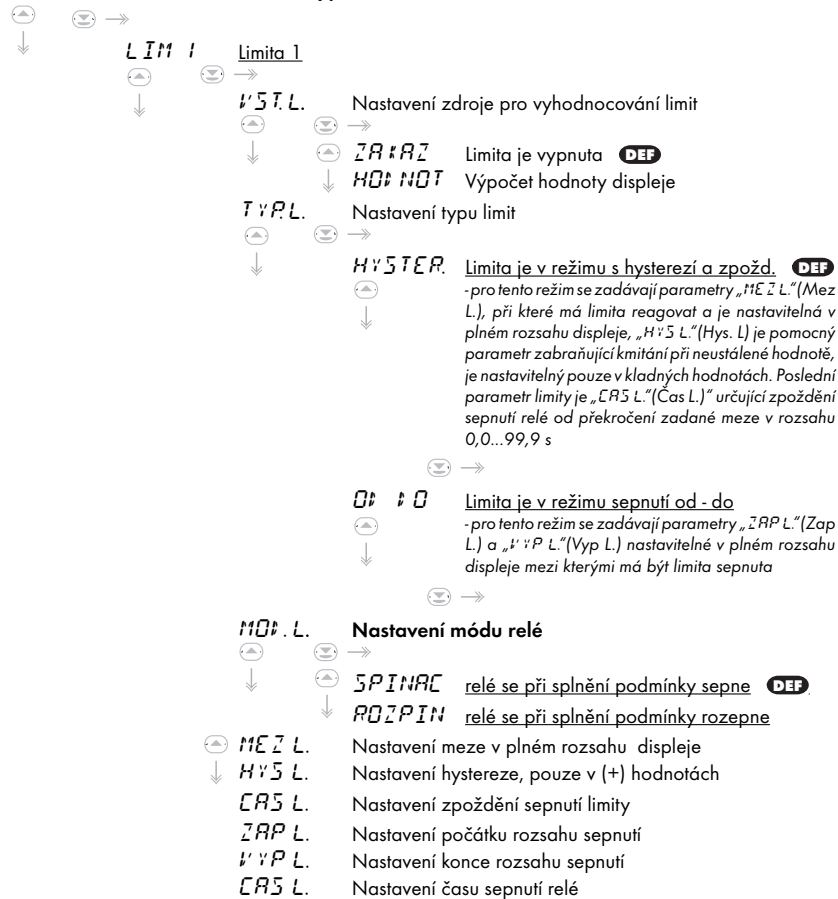 LIM 1 Limita 1
VST.L. Nastavení zdroje pro vyhodnocování limit
ZAKAZ Limita je vypnuta DEF
HODNOT Výpočet hodnoty displeje
TYP.L. Nastavení typu limit
HYSTER. Limita je v režimu s hysterezí a zpožd. DEF
- pro tento režim se zadávají parametry „MEZ L.“(Mez
L.), při které má limita reagovat a je nastavitelná v
plném rozsahu displeje, „HYS L.“(Hys. L) je pomocný
parametr zabraňující kmitání při neustálené hodnotě,
je nastavitelný pouze v kladných hodnotách. Poslední
parametr limity je „CAS L.“(Čas L.)“ určující zpoždění
sepnutí relé od překročení zadané meze v rozsahu
0,0...99,9 s
OD DO Limita je v režimu sepnutí od - do
- pro tento režim se zadávají parametry „ZAP L.“(Zap
L.) a „VYP L.“(Vyp L.) nastavitelné v plném rozsahu
displeje mezi kterými má být limita sepnuta
MOD. L. Nastavení módu relé
SPINAC relé se při splnění podmínky sepne DEF
ROZPIN relé se při splnění podmínky rozepne
MEZ L. Nastavení meze v plném rozsahu displeje
HYS L. Nastavení hystereze, pouze v (+) hodnotách
CAS L. Nastavení zpoždění sepnutí limity
ZAP L. Nastavení počátku rozsahu sepnutí
VYP L. Nastavení konce rozsahu sepnutí
CAS L. Nastavení času sepnutí relé